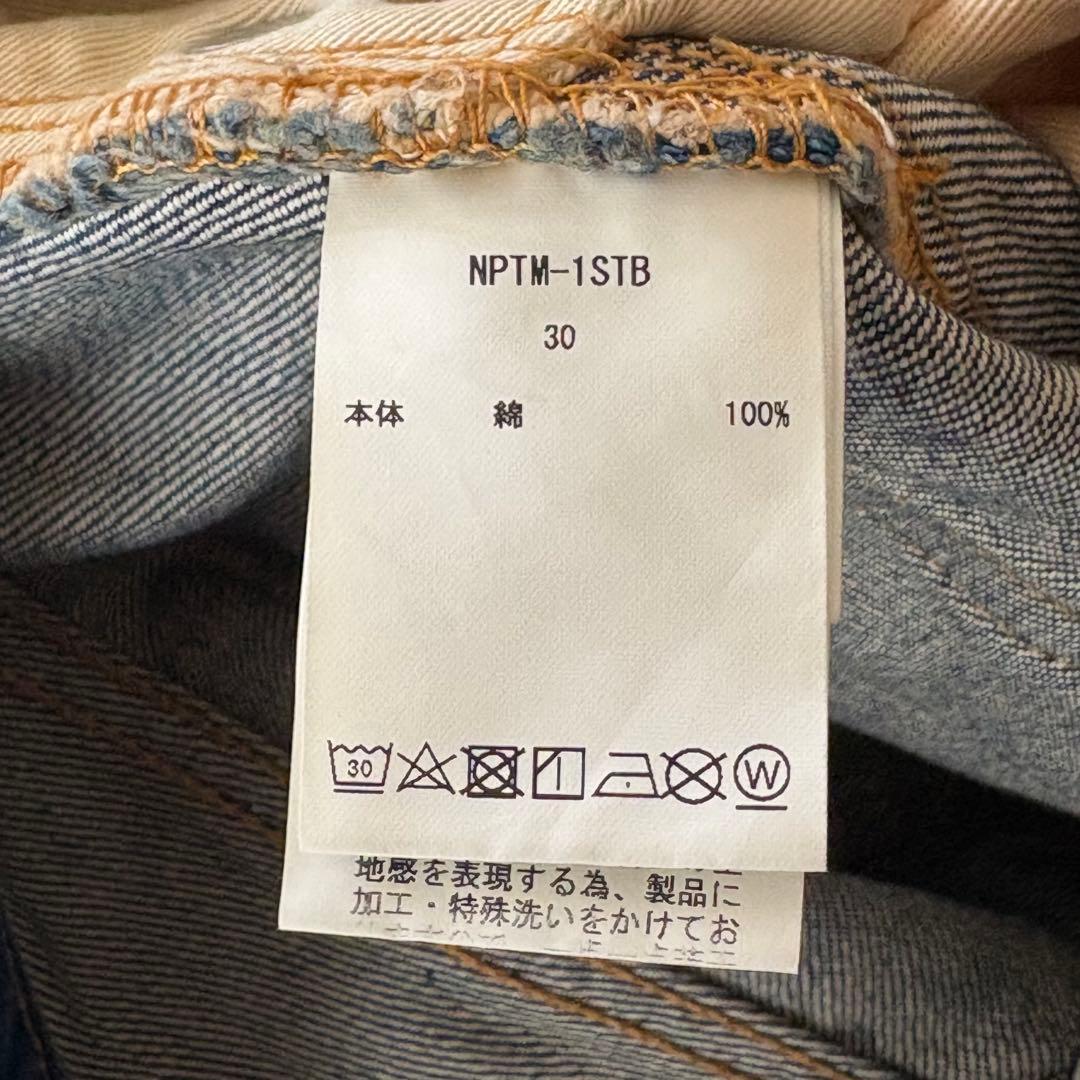 NPTM-1STB
30
本体 綿 100%
30 W
地感を表現する為、製品に
加工・特殊洗いをかけてお